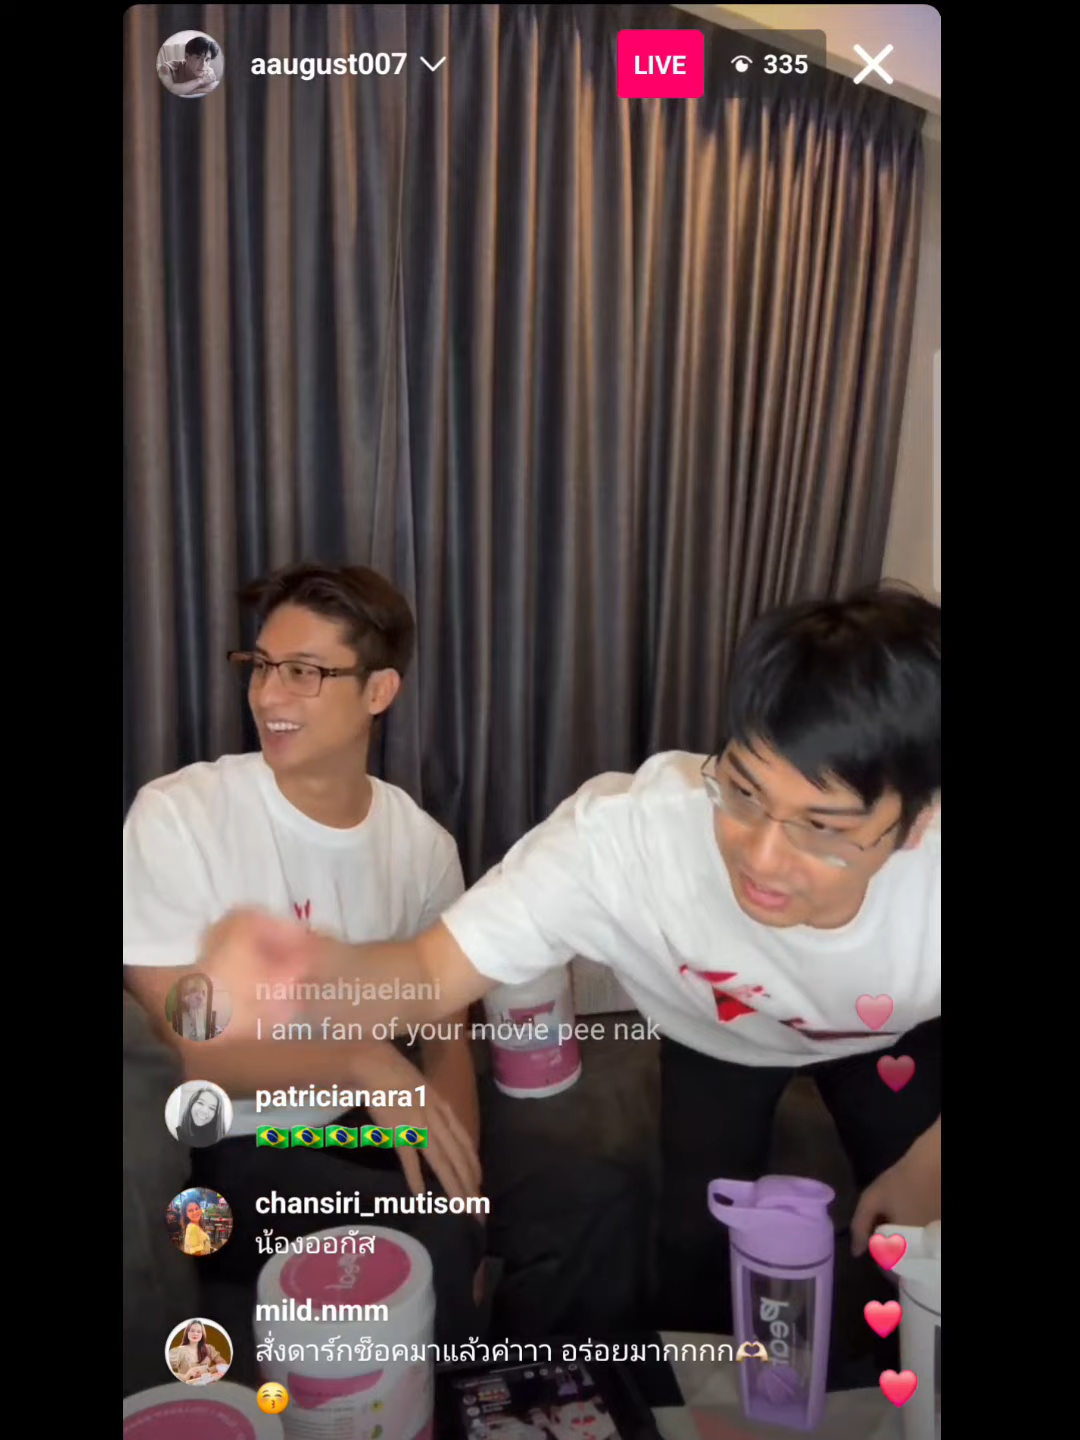 aaugust007
LIVE
335
naimahjaelani
I am fan of your movie pee nak
patricianara1
🇧🇷🇧🇷🇧🇷🇧🇷🇧🇷
chansiri_mutisom
น้องออกัส
mild.nmm
สั่งดาร์กช็อคมาแล้วค่าาา อร่อยมากกกก🫶🏻
😚